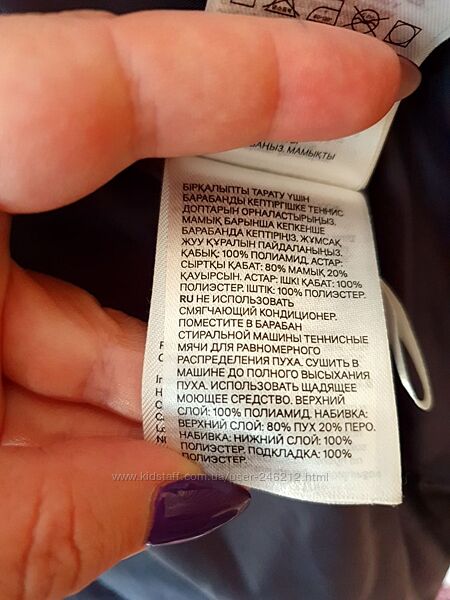 БАҢЫЗ. МАМЫҚТЫ
БІРҚАЛЫПТЫ ТАРАТУ ҮШІН
БАРАБАНДЫ КЕПТІРГІШКЕ ТЕННИС
ДОПТАРЫН ОРНАЛАСТЫРЫҢЫЗ.
МАМЫҚ БАРЫНША КЕПКЕНШЕ
БАРАБАНДА КЕПТІРІҢІЗ. ЖҰМСАҚ
ЖУУ ҚҰРАЛЫН ПАЙДАЛАНЫҢЫЗ.
ҚАБЫҚ: 100% ПОЛИАМИД. АСТАР:
СЫРТҚЫ ҚАБАТ: 80% МАМЫҚ 20%
ҚАУЫРСЫН. АСТАР: ІШКІ ҚАБАТ: 100%
ПОЛИЭСТЕР. ІШТІК: 100% ПОЛИЭСТЕР.
RU НЕ ИСПОЛЬЗОВАТЬ
СМЯГЧАЮЩИЙ КОНДИЦИОНЕР.
ПОМЕСТИТЕ В БАРАБАН
СТИРАЛЬНОЙ МАШИНЫ ТЕННИСНЫЕ
МЯЧИ ДЛЯ РАВНОМЕРНОГО
РАСПРЕДЕЛЕНИЯ ПУХА. СУШИТЬ В
МАШИНЕ ДО ПОЛНОГО ВЫСЫХАНИЯ
ПУХА. ИСПОЛЬЗОВАТЬ ЩАДЯЩЕЕ
МОЮЩЕЕ СРЕДСТВО. ВЕРХНИЙ
СЛОЙ: 100% ПОЛИАМИД. НАБИВКА:
ВЕРХНИЙ СЛОЙ: 80% ПУХ 20% ПЕРО.
НАБИВКА: НИЖНИЙ СЛОЙ: 100%
ПОЛИЭСТЕР. ПОДКЛАДКА: 100%
ПОЛИЭСТЕР.
www.kidstaff.com.ua/user-246212.html